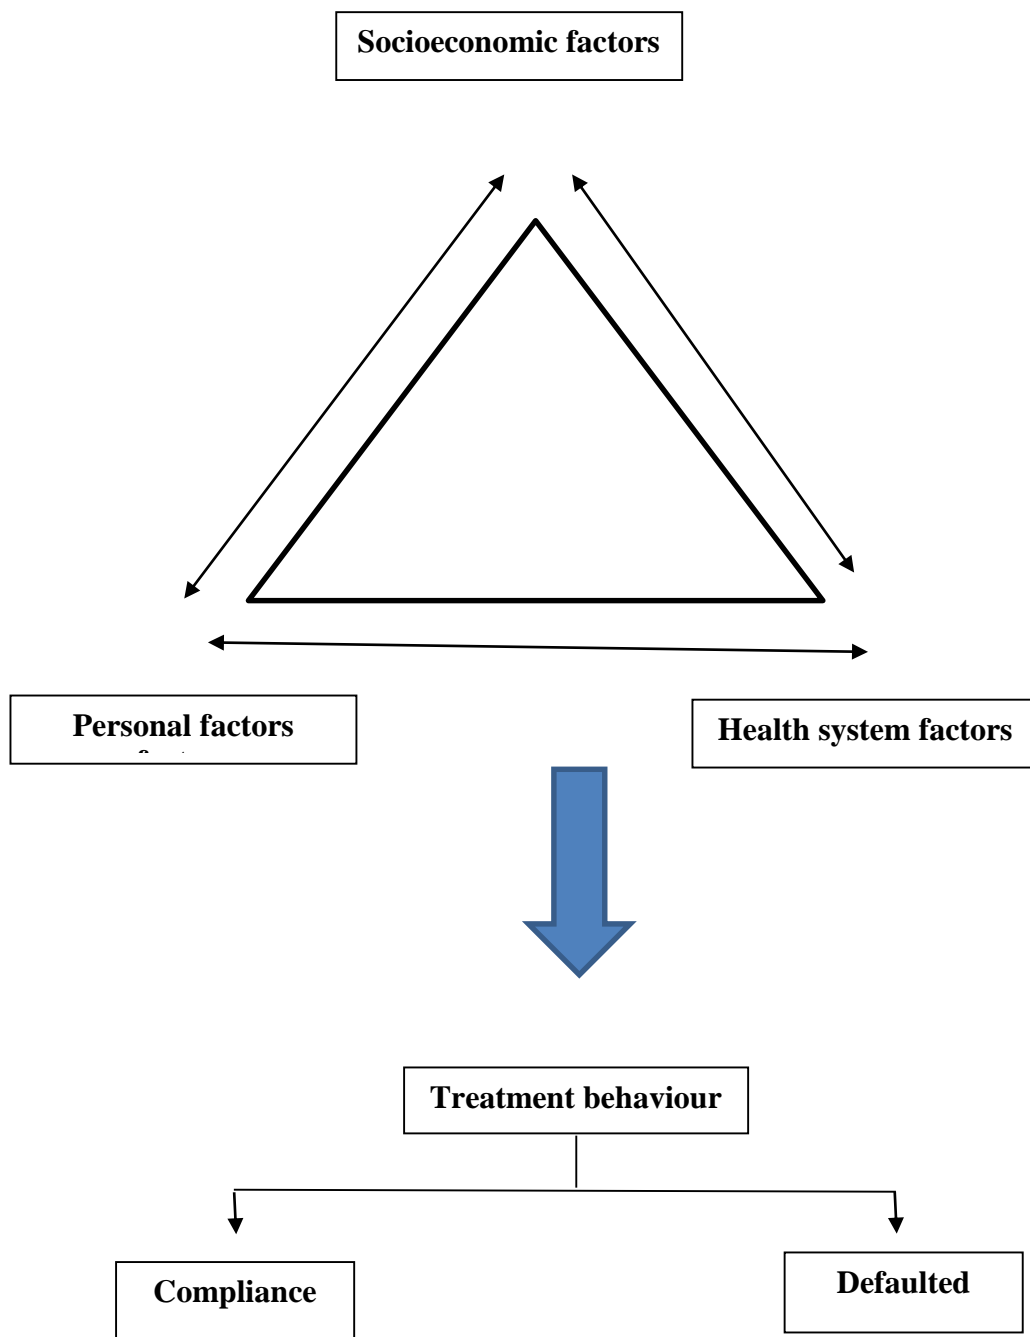 Socioeconomic factors
Personal factors
Health system factors
Treatment behaviour
Compliance
Defaulted